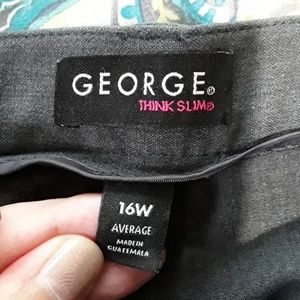 GEORGE®
THINK SLIM®
16W
AVERAGE
MADE IN
GUATEMALA